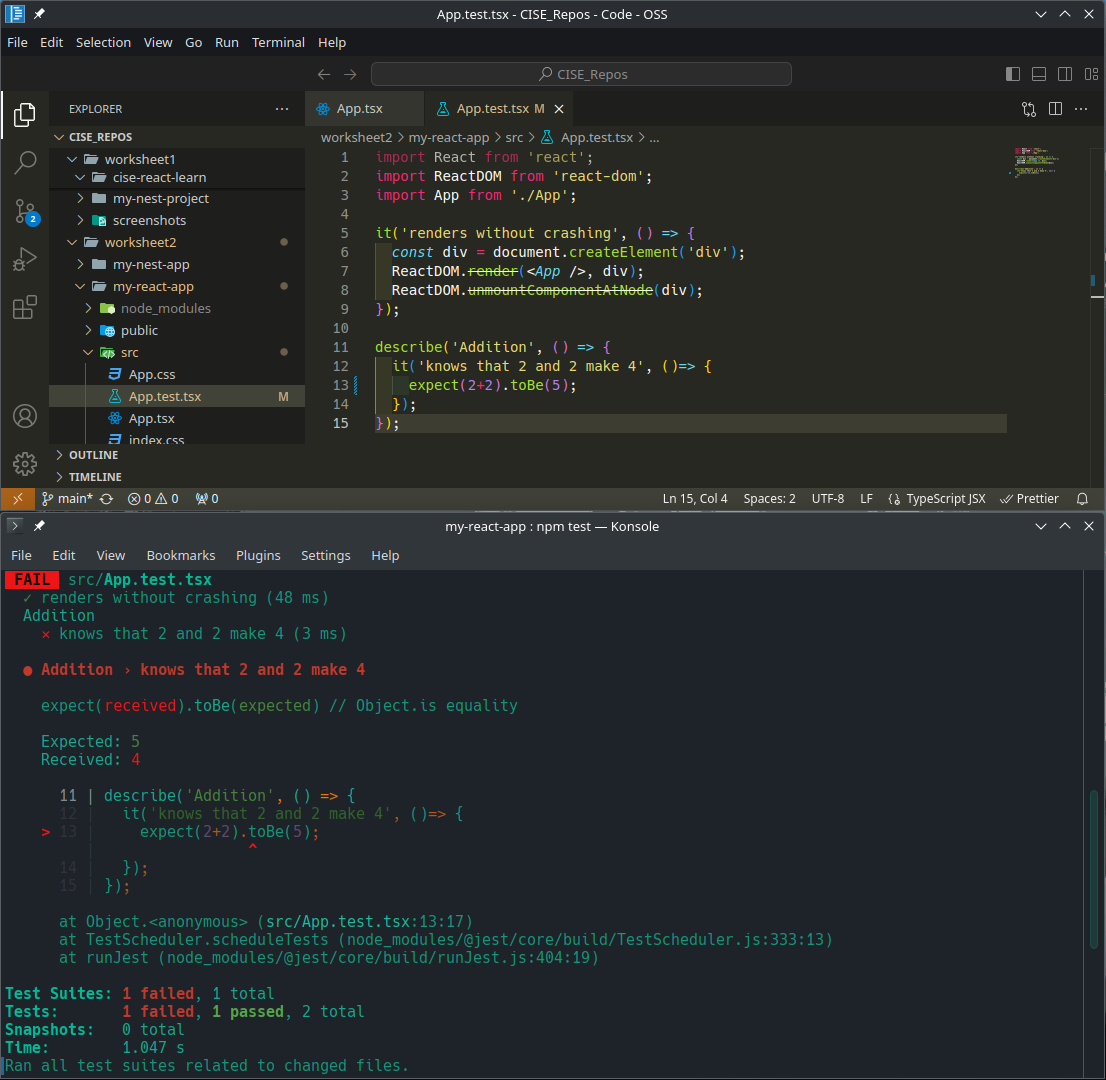 App.test.tsx - CISE_Repos - Code - OSS
File Edit Selection View Go Run Terminal Help
CISE_Repos
EXPLORER
CISE_REPOS
worksheet1
cise-react-learn
my-nest-project
screenshots
worksheet2
my-nest-app
my-react-app
node_modules
public
src
App.css
App.test.tsx M
App.tsx
index.css
OUTLINE
TIMELINE
2
App.tsx App.test.tsx M
worksheet2 > my-react-app > src > App.test.tsx > ...
1 import React from 'react';
2 import ReactDOM from 'react-dom';
3 import App from './App';
4
5 it('renders without crashing', () => {
6 const div = document.createElement('div');
7 ReactDOM.render(<App />, div);
8 ReactDOM.unmountComponentAtNode(div);
9 });
10
11 describe('Addition', () => {
12 it('knows that 2 and 2 make 4', ()=> {
13 expect(2+2).toBe(5);
14 });
15 });
main* 0 0 0 Ln 15, Col 4 Spaces: 2 UTF-8 LF TypeScript JSX Prettier
my-react-app : npm test — Konsole
File Edit View Bookmarks Plugins Settings Help
FAIL src/App.test.tsx
✓ renders without crashing (48 ms)
Addition
✕ knows that 2 and 2 make 4 (3 ms)
● Addition › knows that 2 and 2 make 4
expect(received).toBe(expected) // Object.is equality
Expected: 5
Received: 4
11 | describe('Addition', () => {
12 | it('knows that 2 and 2 make 4', ()=> {
> 13 | expect(2+2).toBe(5);
| ^
14 | });
15 | });
at Object.<anonymous> (src/App.test.tsx:13:17)
at TestScheduler.scheduleTests (node_modules/@jest/core/build/TestScheduler.js:333:13)
at runJest (node_modules/@jest/core/build/runJest.js:404:19)
Test Suites: 1 failed, 1 total
Tests: 1 failed, 1 passed, 2 total
Snapshots: 0 total
Time: 1.047 s
Ran all test suites related to changed files.